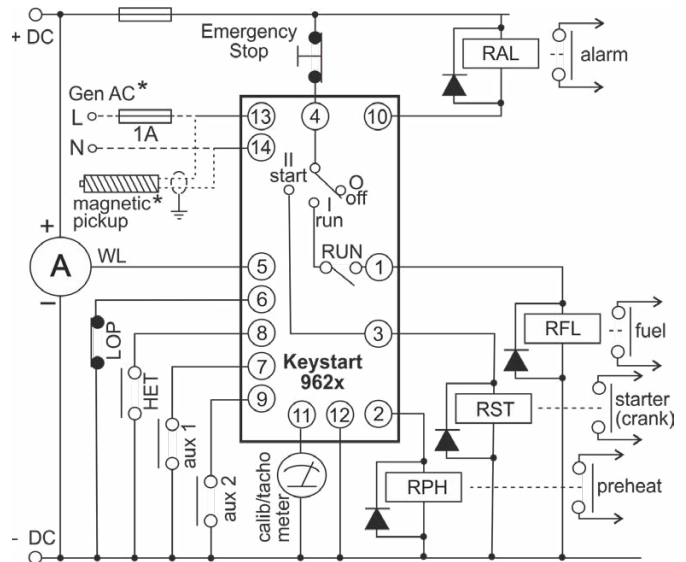 + DC
Emergency
Stop
RAL
alarm
Gen AC*
L
1A
N
13
4
10
14
II
start
O
off
I
run
magnetic*
pickup
+
A
WL
−
RUN
5
1
6
8
3
7
9
Keystart
962x
11
12
2
LOP
HET
aux 1
aux 2
calib/tacho
meter
RFL
fuel
RST
starter
(crank)
RPH
preheat
- DC